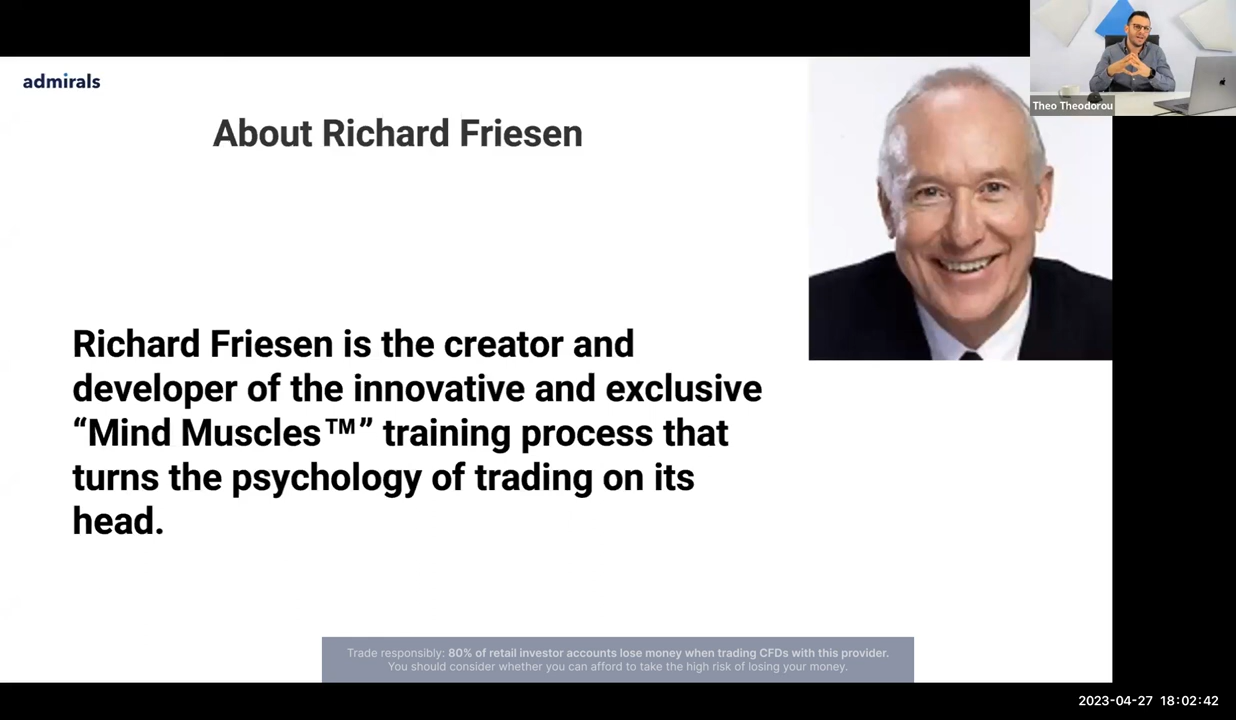 admirals
Theo Theodorou
About Richard Friesen
Richard Friesen is the creator and
developer of the innovative and exclusive
“Mind Muscles™” training process that
turns the psychology of trading on its
head.
Trade responsibly: 80% of retail investor accounts lose money when trading CFDs with this provider.
You should consider whether you can afford to take the high risk of losing your money.
2023-04-27 18:02:42